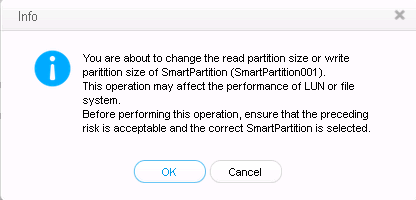 Info
You are about to change the read partition size or write
paritition size of SmartPartition (SmartPartition001).
This operation may affect the performance of LUN or file
system.
Before performing this operation, ensure that the preceding
risk is acceptable and the correct SmartPartition is selected.
OK
Cancel